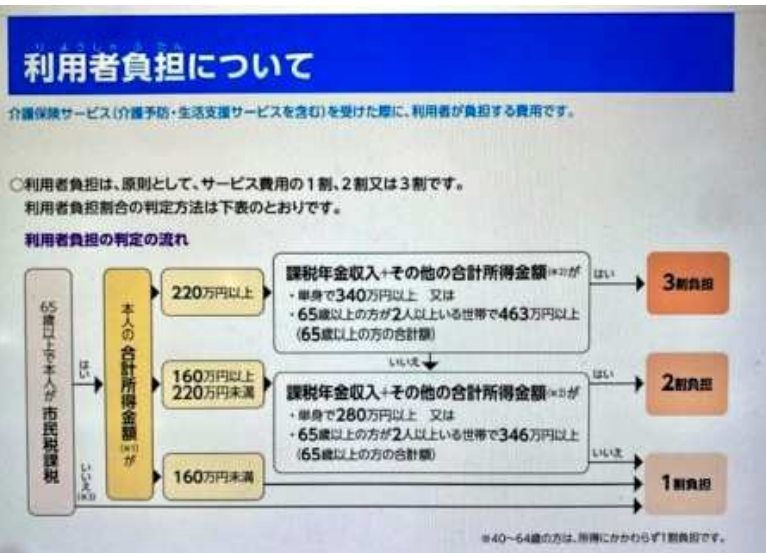 りようしゃふたん
利用者負担について
介護保険サービス(介護予防・生活支援サービスを含む)を受けた際に、利用者が負担する費用です。
○利用者負担は、原則として、サービス費用の1割、2割又は3割です。
利用者負担割合の判定方法は下表のとおりです。
利用者負担の判定の流れ
65歳以上で本人が市民税課税
はい
いいえ(※3)
本人の合計所得金額(※1)が
220万円以上
160万円以上
220万円未満
160万円未満
課税年金収入+その他の合計所得金額(※2)が
・単身で340万円以上 又は
・65歳以上の方が2人以上いる世帯で463万円以上
(65歳以上の方の合計額)
はい
3割負担
いいえ
課税年金収入+その他の合計所得金額(※2)が
・単身で280万円以上 又は
・65歳以上の方が2人以上いる世帯で346万円以上
(65歳以上の方の合計額)
はい
2割負担
いいえ
1割負担
※40～64歳の方は、所得にかかわらず1割負担です。